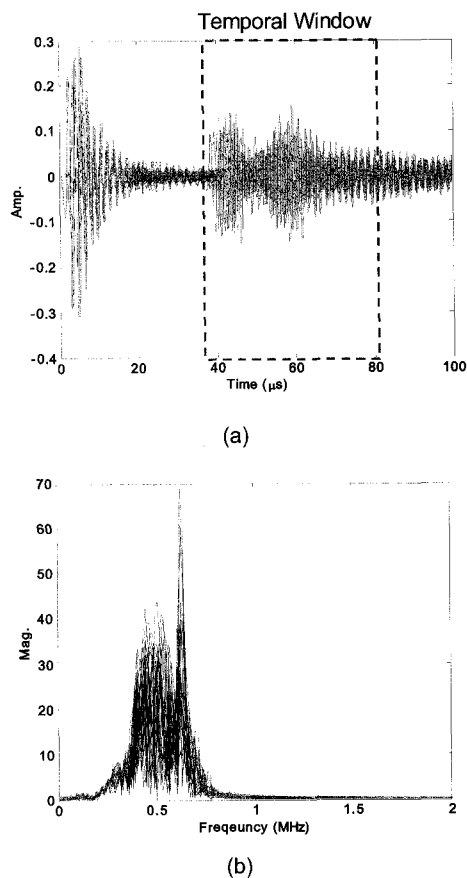 Temporal Window
0.3
0.2
0.1
0
-0.1
-0.2
-0.3
-0.4
Amp.
0 20 40 60 80 100
Time (μs)
(a)
70
60
50
40
30
20
10
0
Mag.
0 0.5 1 1.5 2
Freqeuncy (MHz)
(b)